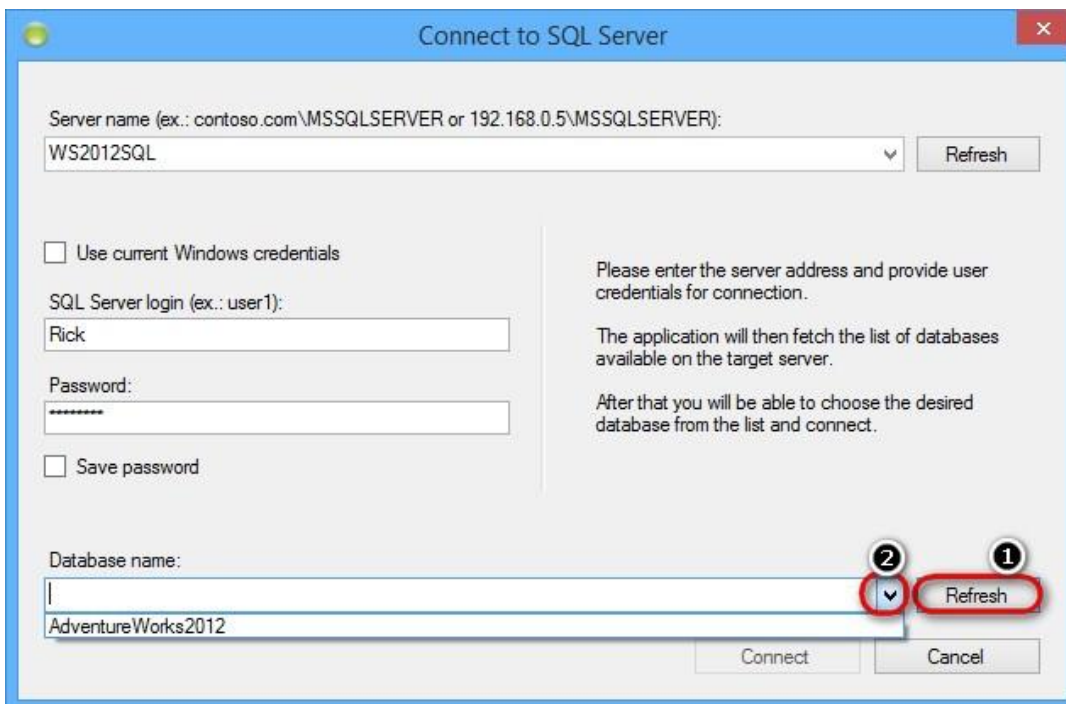 Connect to SQL Server
Server name (ex.: contoso.com\MSSQLSERVER or 192.168.0.5\MSSQLSERVER):
WS2012SQL
Refresh
Use current Windows credentials
SQL Server login (ex.: user1):
Rick
Password:
********
Save password
Please enter the server address and provide user
credentials for connection.
The application will then fetch the list of databases
available on the target server.
After that you will be able to choose the desired
database from the list and connect.
Database name:
2
1
Refresh
AdventureWorks2012
Connect
Cancel